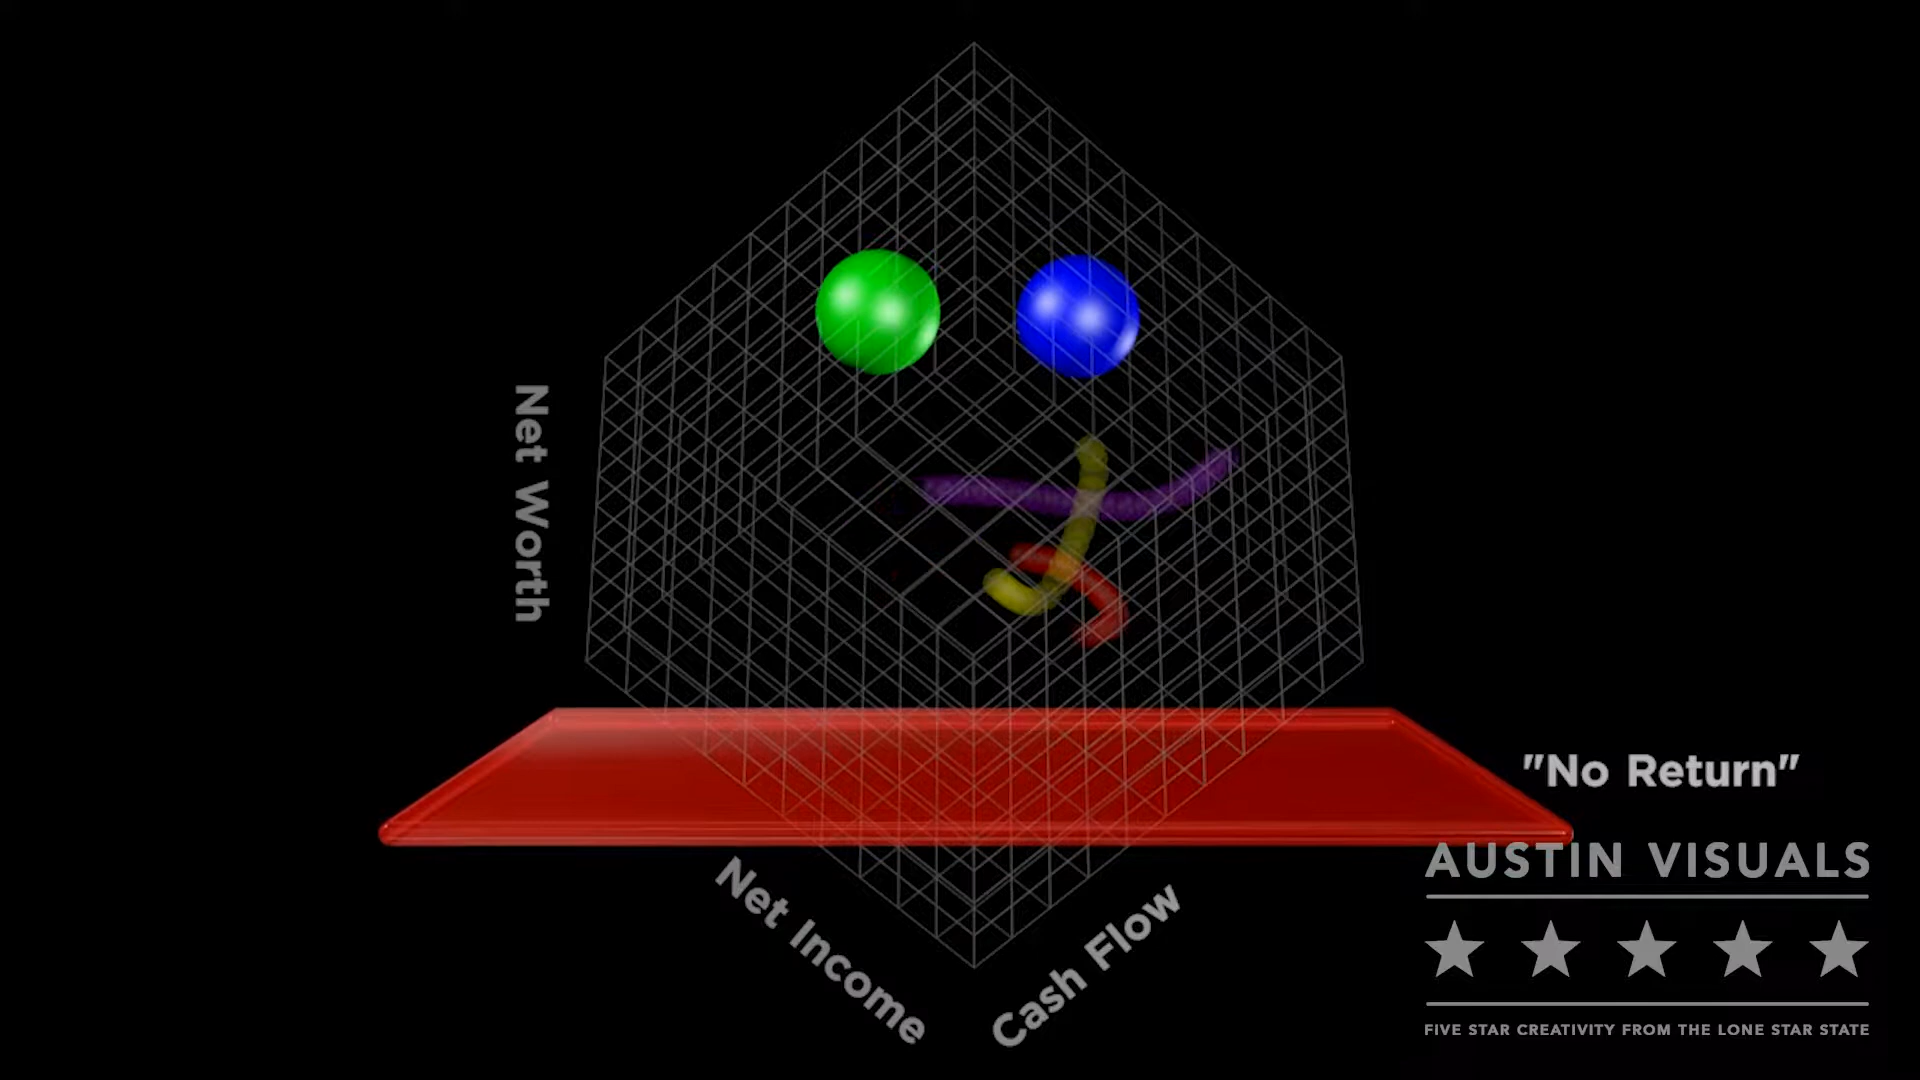 Net Worth
"No Return"
AUSTIN VISUALS
Net Income
Cash Flow
FIVE STAR CREATIVITY FROM THE LONE STAR STATE